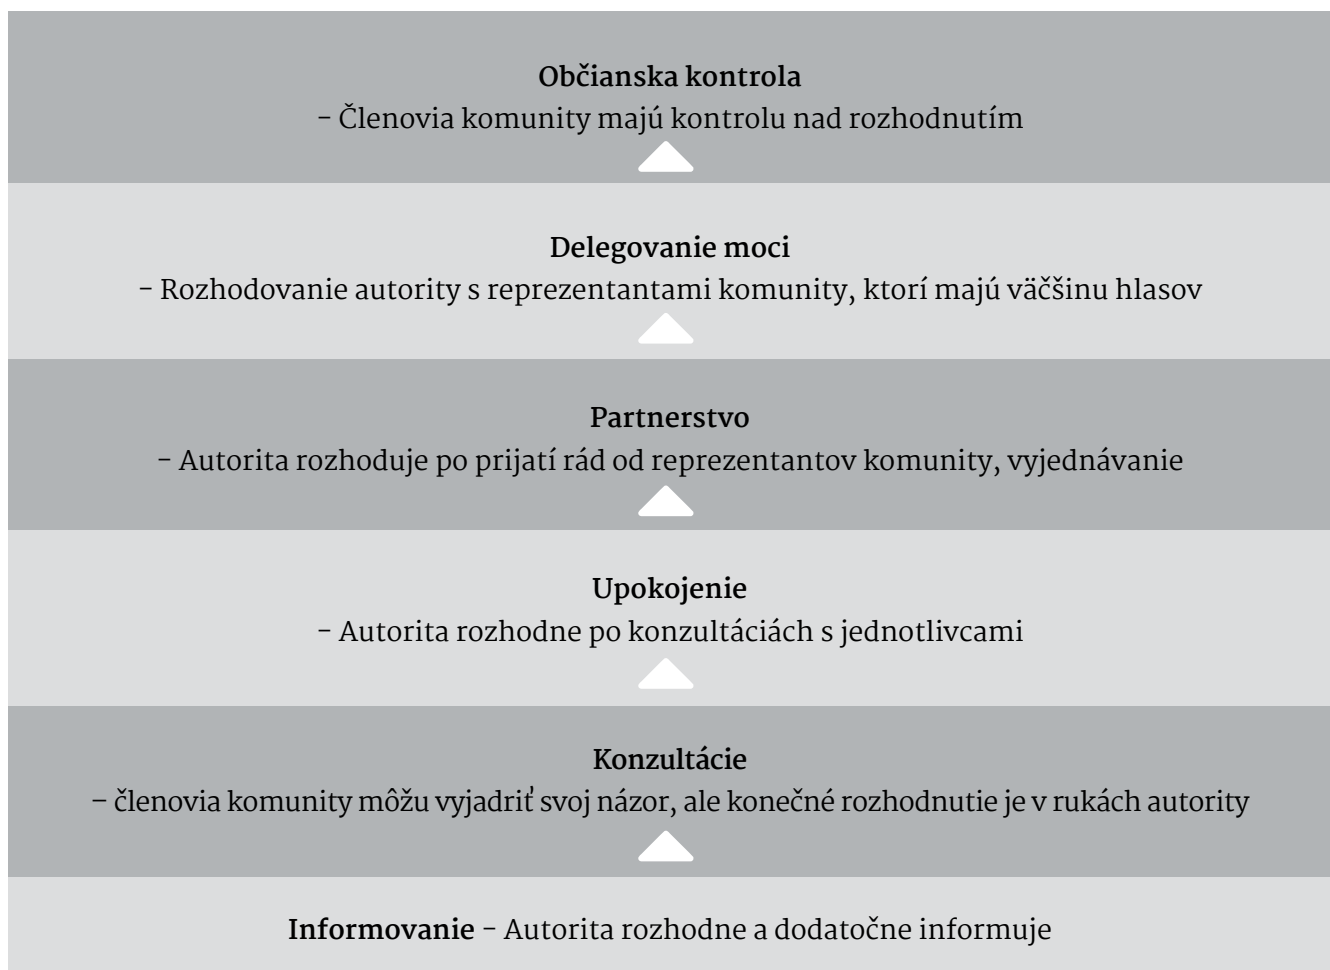 Občianska kontrola
– Členovia komunity majú kontrolu nad rozhodnutím
Delegovanie moci
– Rozhodovanie autority s reprezentantami komunity, ktorí majú väčšinu hlasov
Partnerstvo
– Autorita rozhoduje po prijatí rád od reprezentantov komunity, vyjednávanie
Upokojenie
– Autorita rozhodne po konzultáciách s jednotlivcami
Konzultácie
– členovia komunity môžu vyjadriť svoj názor, ale konečné rozhodnutie je v rukách autority
Informovanie – Autorita rozhodne a dodatočne informuje